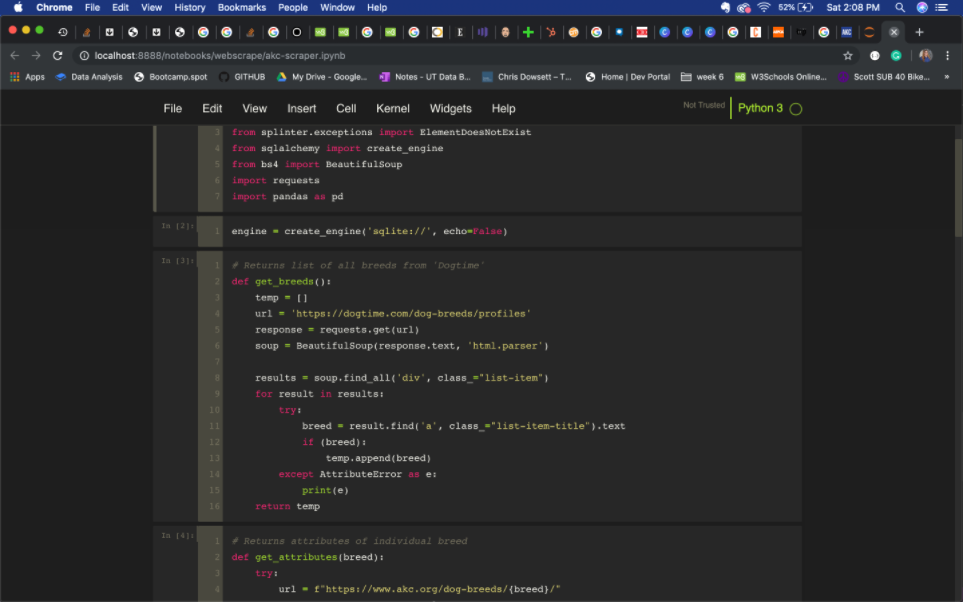 Chrome File Edit View History Bookmarks People Window Help 52% Sat 2:08 PM
localhost:8888/notebooks/webscrape/akc-scraper.ipynb
Apps Data Analysis Bootcamp.spot GITHUB My Drive - Google... Notes - UT Data B... Chris Dowsett – T... Home | Dev Portal week 6 W3Schools Online... Scott SUB 40 Bike... »
File Edit View Insert Cell Kernel Widgets Help Not Trusted Python 3
3 from splinter.exceptions import ElementDoesNotExist
4 from sqlalchemy import create_engine
5 from bs4 import BeautifulSoup
6 import requests
7 import pandas as pd
In [2]: 1 engine = create_engine('sqlite://', echo=False)
In [3]: 1 # Returns list of all breeds from 'Dogtime'
2 def get_breeds():
3 temp = []
4 url = 'https://dogtime.com/dog-breeds/profiles'
5 response = requests.get(url)
6 soup = BeautifulSoup(response.text, 'html.parser')
7
8 results = soup.find_all('div', class_="list-item")
9 for result in results:
10 try:
11 breed = result.find('a', class_="list-item-title").text
12 if (breed):
13 temp.append(breed)
14 except AttributeError as e:
15 print(e)
16 return temp
In [4]: 1 # Returns attributes of individual breed
2 def get_attributes(breed):
3 try:
4 url = f"https://www.akc.org/dog-breeds/{breed}/"